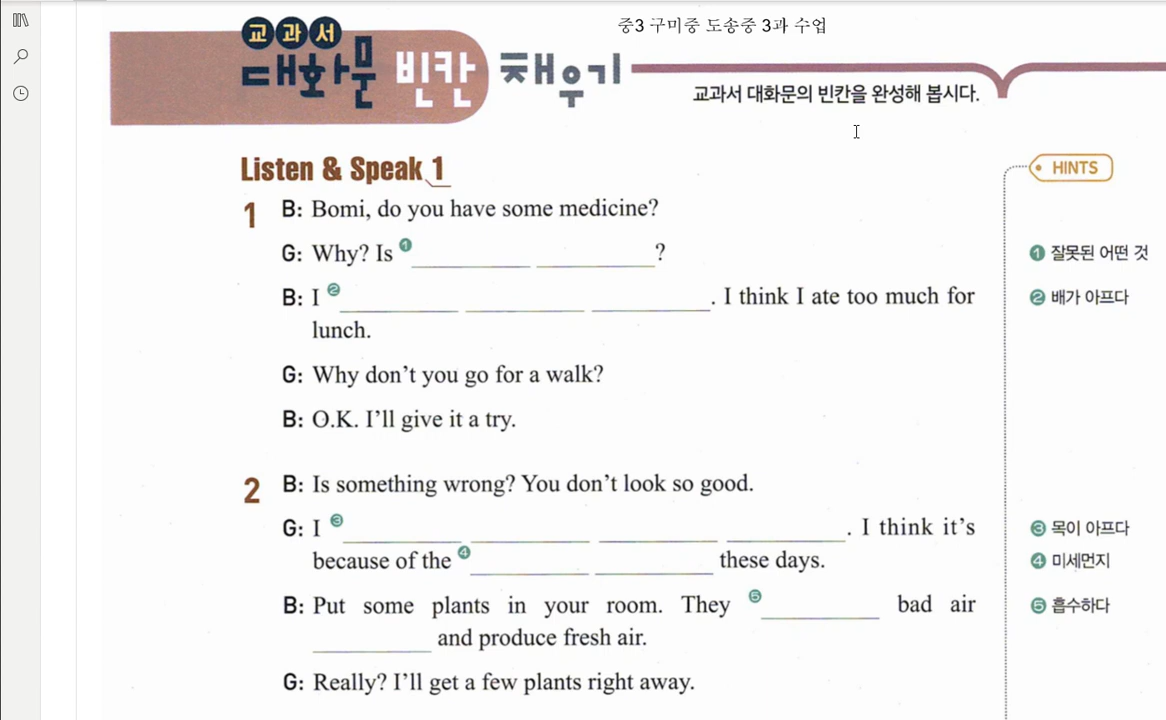 중3 구미중 도송중 3과 수업
교과서
대화문 빈칸 채우기
교과서 대화문의 빈칸을 완성해 봅시다.
Listen & Speak 1
HINTS
1 B: Bomi, do you have some medicine?
G: Why? Is ❶ ________ ________?
❶ 잘못된 어떤 것
B: I ❷ ________ ________ ________. I think I ate too much for
❷ 배가 아프다
lunch.
G: Why don't you go for a walk?
B: O.K. I'll give it a try.
2 B: Is something wrong? You don't look so good.
G: I ❸ ________ ________ ________ ________. I think it's
❸ 목이 아프다
because of the ❹ ________ ________ these days.
❹ 미세먼지
B: Put some plants in your room. They ❺ ________ bad air
❺ 흡수하다
________ and produce fresh air.
G: Really? I'll get a few plants right away.